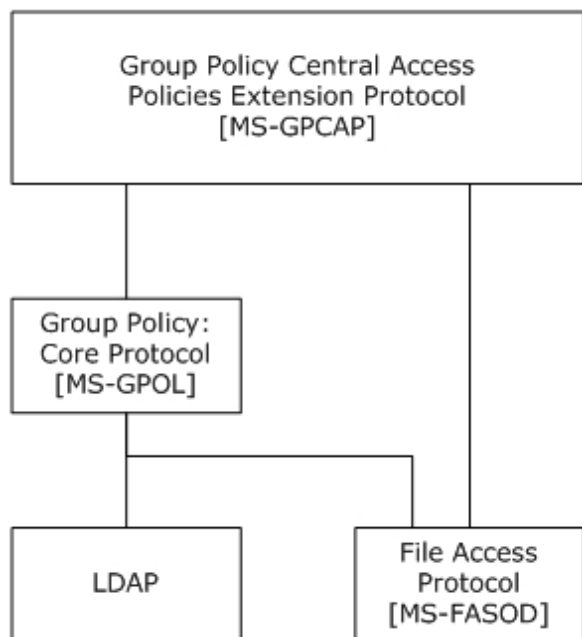 Group Policy Central Access
Policies Extension Protocol
[MS-GPCAP]
Group Policy:
Core Protocol
[MS-GPOL]
LDAP
File Access
Protocol
[MS-FASOD]